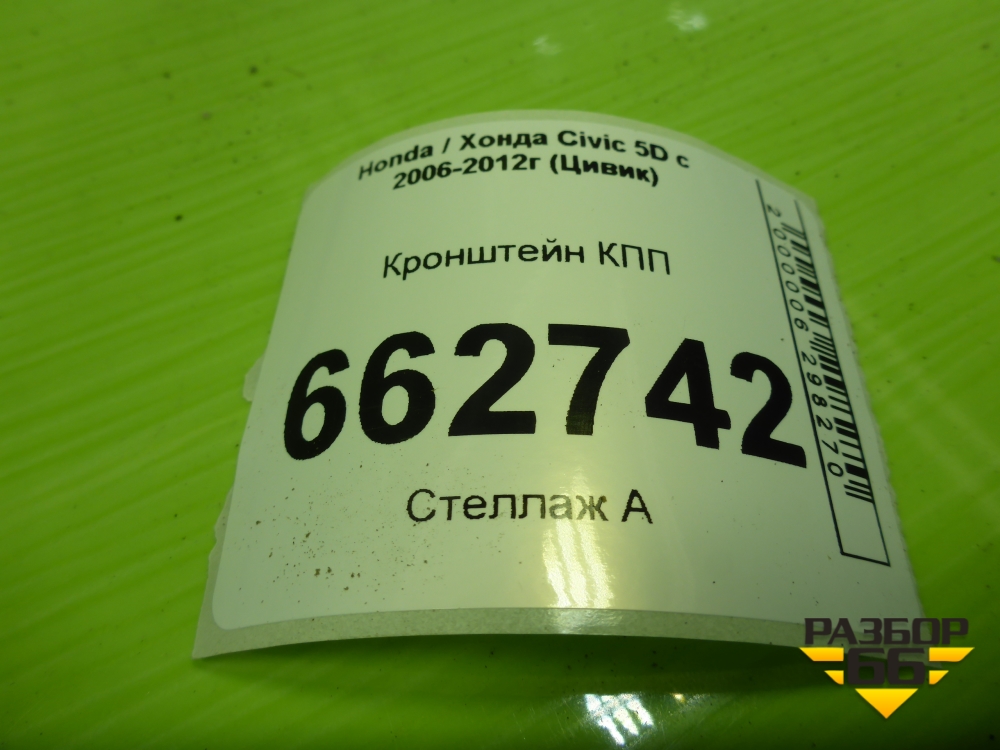 Honda / Хонда Civic 5D с
2006-2012г (Цивик)
Кронштейн КПП
662742
Стеллаж А
2000006298270
РАЗБОР
66